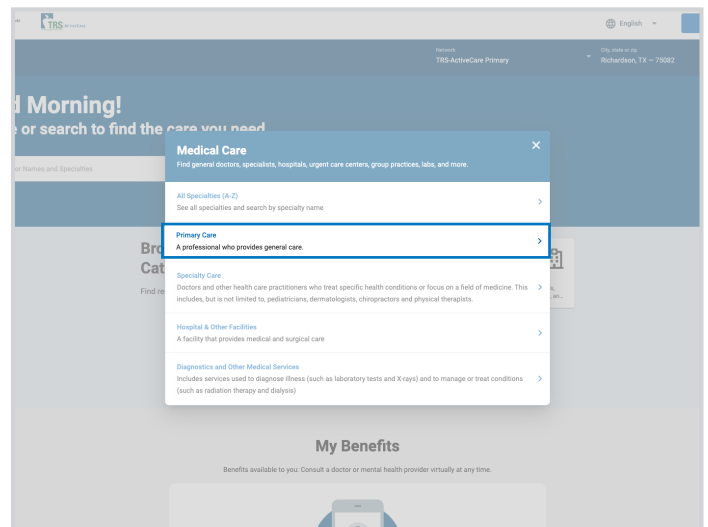 TRS
English
Network
TRS-ActiveCare Primary
City, state or zip
Richardson, TX – 75082
d Morning!
or search to find the care you need
or Names and Specialties
Medical Care
Find general doctors, specialists, hospitals, urgent care centers, group practices, labs, and more.
All Specialties (A-Z)
See all specialties and search by specialty name
Primary Care
A professional who provides general care.
Specialty Care
Doctors and other health care practitioners who treat specific health conditions or focus on a field of medicine. This
includes, but is not limited to, pediatricians, dermatologists, chiropractors and physical therapists.
Hospital & Other Facilities
A facility that provides medical and surgical care
Diagnostics and Other Medical Services
Includes services used to diagnose illness (such as laboratory tests and X-rays) and to manage or treat conditions
(such as radiation therapy and dialysis)
Bro
Cat
Find re
s,
, an...
My Benefits
Benefits available to you: Consult a doctor or mental health provider virtually at any time.